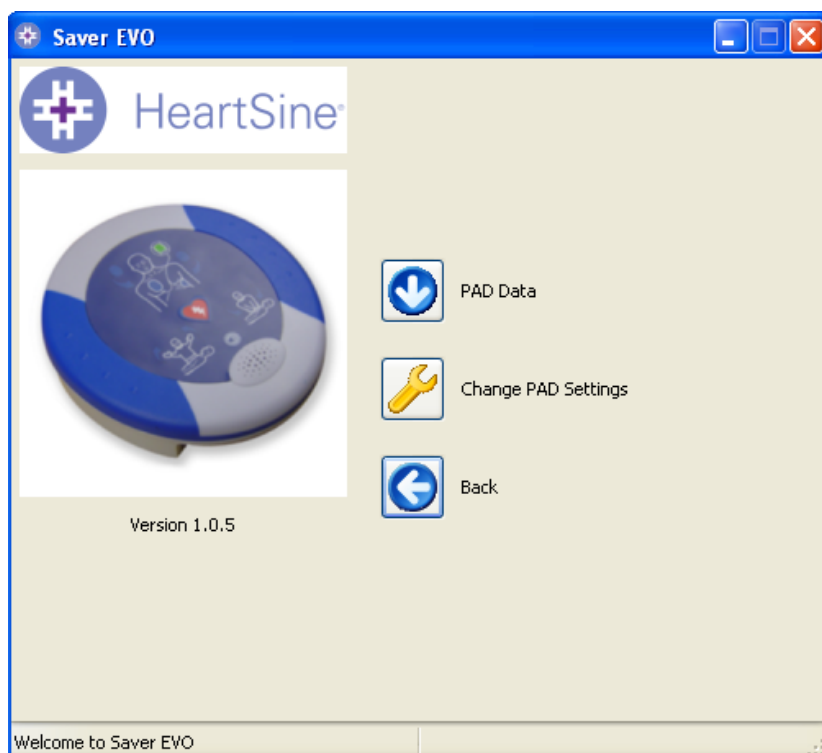 Saver EVO
HeartSine®
PAD Data
Change PAD Settings
Back
Version 1.0.5
Welcome to Saver EVO